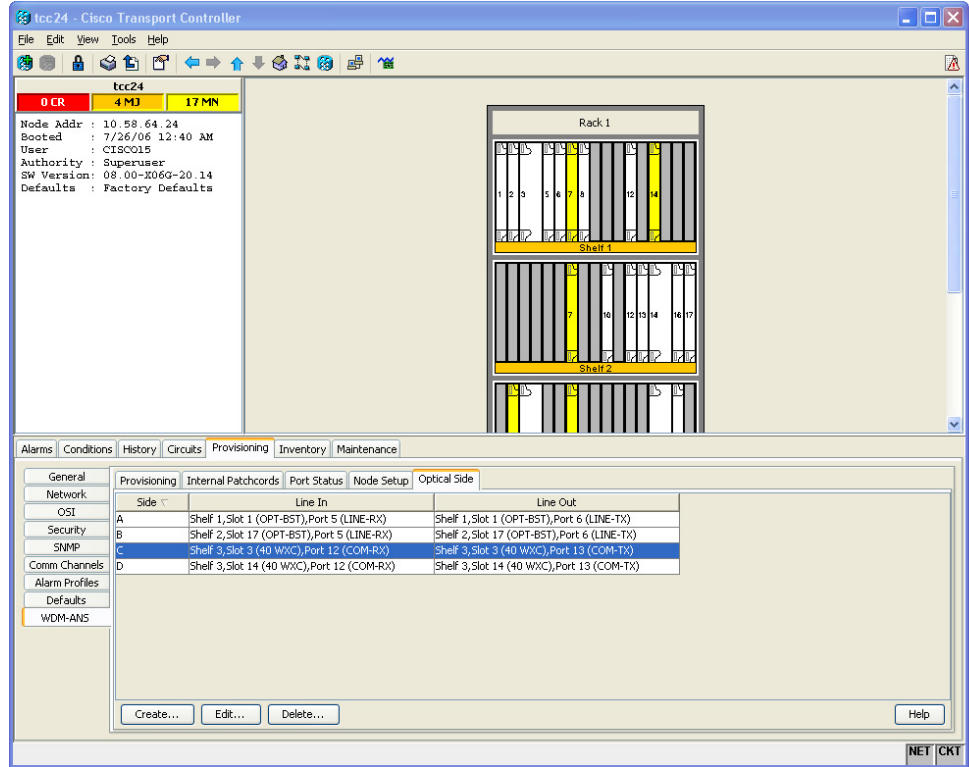 tcc24 - Cisco Transport Controller
File Edit View Tools Help
tcc24
0 CR 4 MJ 17 MN
Node Addr : 10.58.64.24
Booted : 7/26/06 12:40 AM
User : CISCO15
Authority : Superuser
SW Version: 08.00-X06G-20.14
Defaults : Factory Defaults
Rack 1
1 2 3 5 6 7 8 12 14
Shelf 1
7 10 12 13 14 16 17
Shelf 2
Alarms Conditions History Circuits Provisioning Inventory Maintenance
General
Network
OSI
Security
SNMP
Comm Channels
Alarm Profiles
Defaults
WDM-ANS
Provisioning Internal Patchcords Port Status Node Setup Optical Side
Side Line In Line Out
A Shelf 1,Slot 1 (OPT-BST),Port 5 (LINE-RX) Shelf 1,Slot 1 (OPT-BST),Port 6 (LINE-TX)
B Shelf 2,Slot 17 (OPT-BST),Port 5 (LINE-RX) Shelf 2,Slot 17 (OPT-BST),Port 6 (LINE-TX)
C Shelf 3,Slot 3 (40 WXC),Port 12 (COM-RX) Shelf 3,Slot 3 (40 WXC),Port 13 (COM-TX)
D Shelf 3,Slot 14 (40 WXC),Port 12 (COM-RX) Shelf 3,Slot 14 (40 WXC),Port 13 (COM-TX)
Create... Edit... Delete... Help
NET CKT